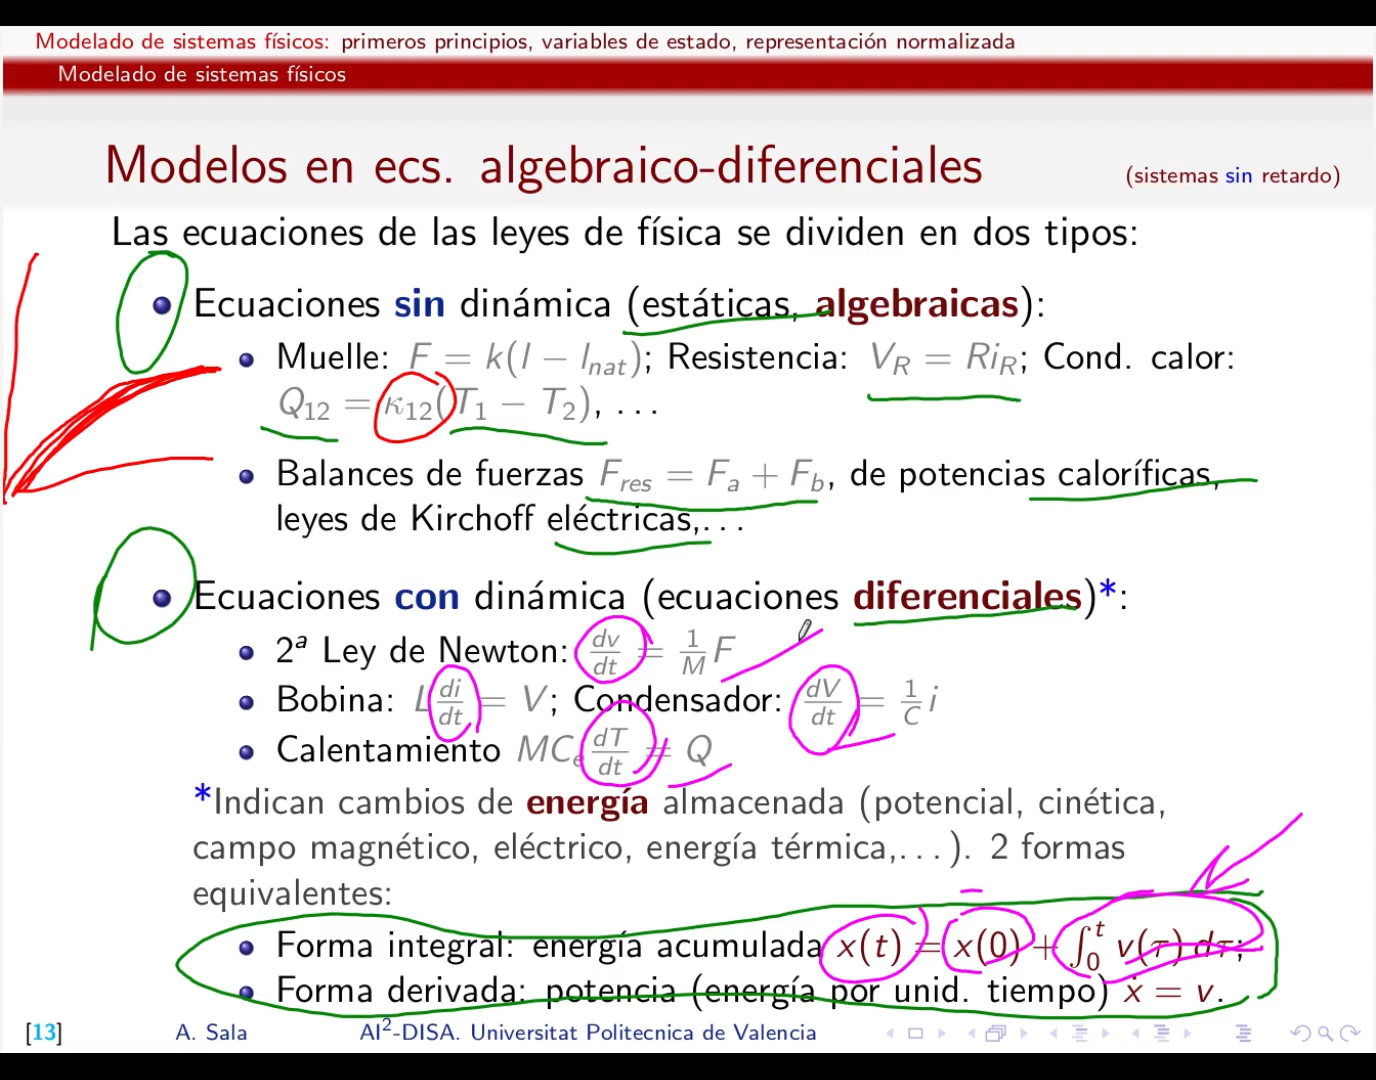 Modelado de sistemas físicos: primeros principios, variables de estado, representación normalizada
Modelado de sistemas físicos
Modelos en ecs. algebraico-diferenciales (sistemas sin retardo)
Las ecuaciones de las leyes de física se dividen en dos tipos:
Ecuaciones sin dinámica (estáticas, algebraicas):
Muelle: F = k(l − l_nat); Resistencia: V_R = Ri_R; Cond. calor:
Q_12 = κ_12(T_1 − T_2), ...
Balances de fuerzas F_res = F_a + F_b, de potencias caloríficas,
leyes de Kirchoff eléctricas,...
Ecuaciones con dinámica (ecuaciones diferenciales)*:
2ª Ley de Newton: dv/dt = 1/M F
Bobina: L di/dt = V; Condensador: dV/dt = 1/C i
Calentamiento MC_e dT/dt = Q
*Indican cambios de energía almacenada (potencial, cinética,
campo magnético, eléctrico, energía térmica,...). 2 formas
equivalentes:
Forma integral: energía acumulada x(t) = x(0) + ∫_0^t v(τ) dτ;
Forma derivada: potencia (energía por unid. tiempo) ẋ = v.
[13] A. Sala AI²-DISA. Universitat Politecnica de Valencia